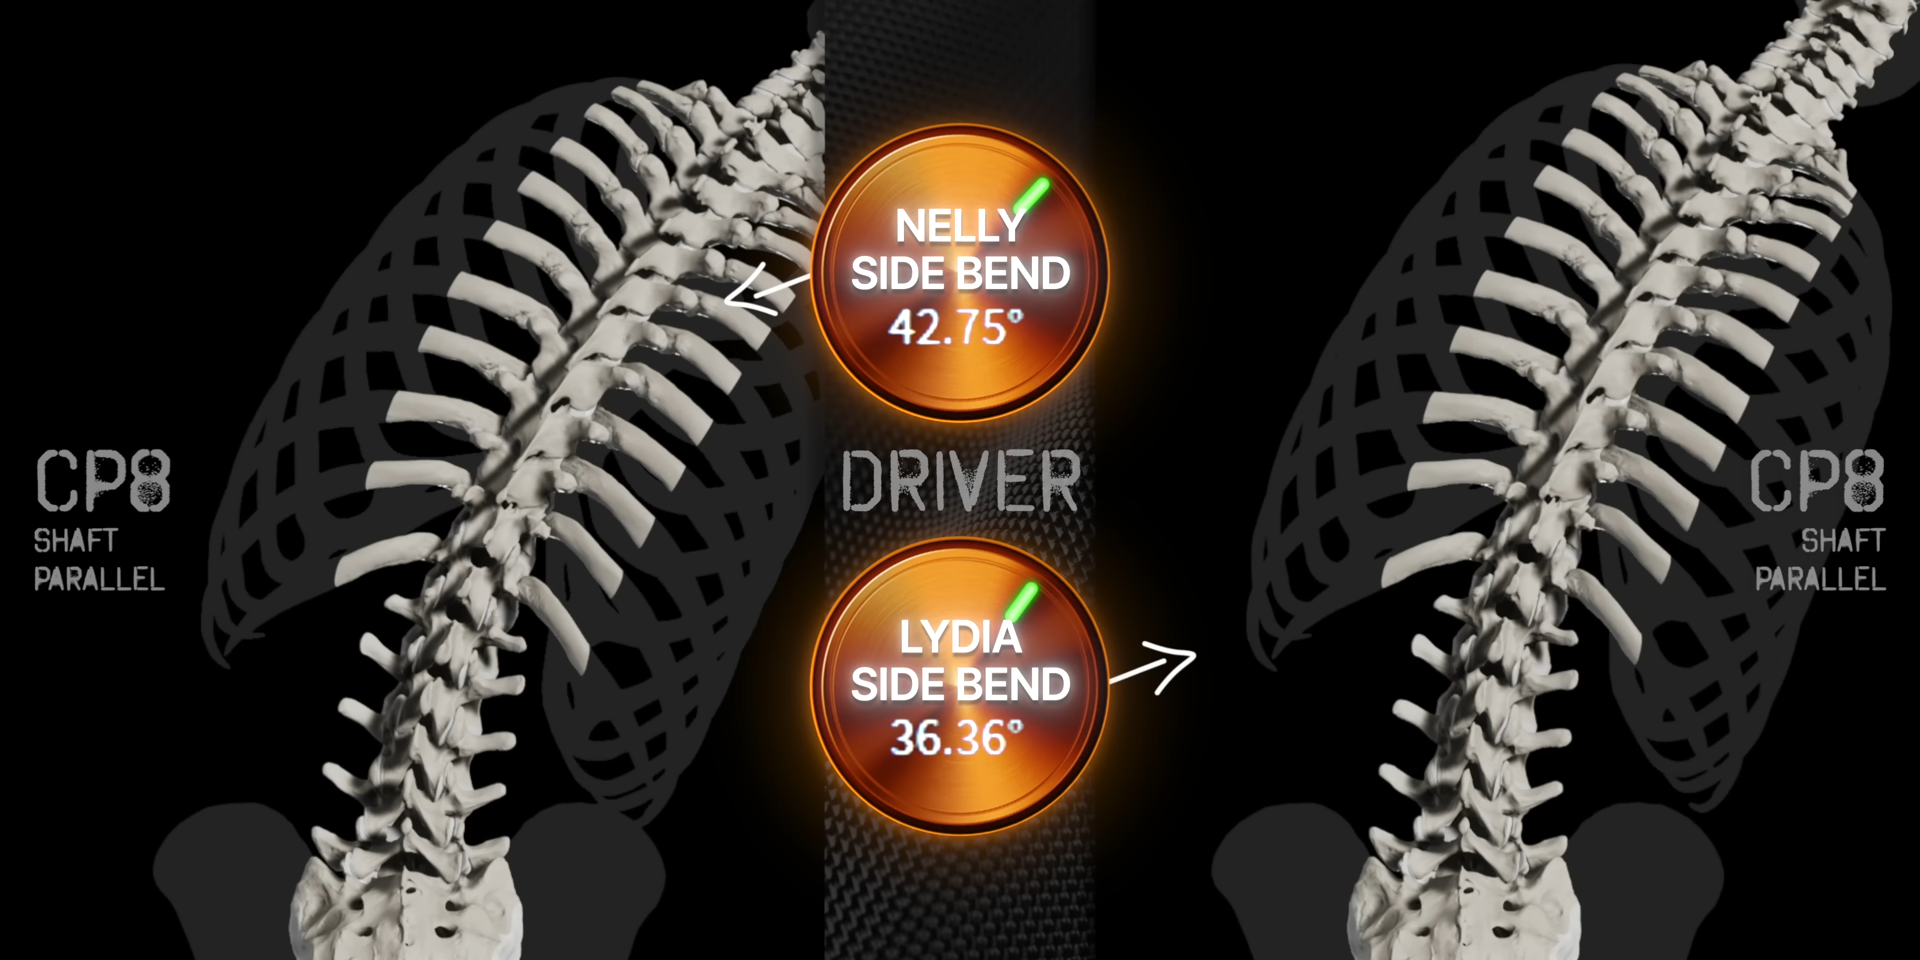 NELLY
SIDE BEND
42.75°
CP8
SHAFT
PARALLEL
DRIVER
CP8
SHAFT
PARALLEL
LYDIA
SIDE BEND
36.36°